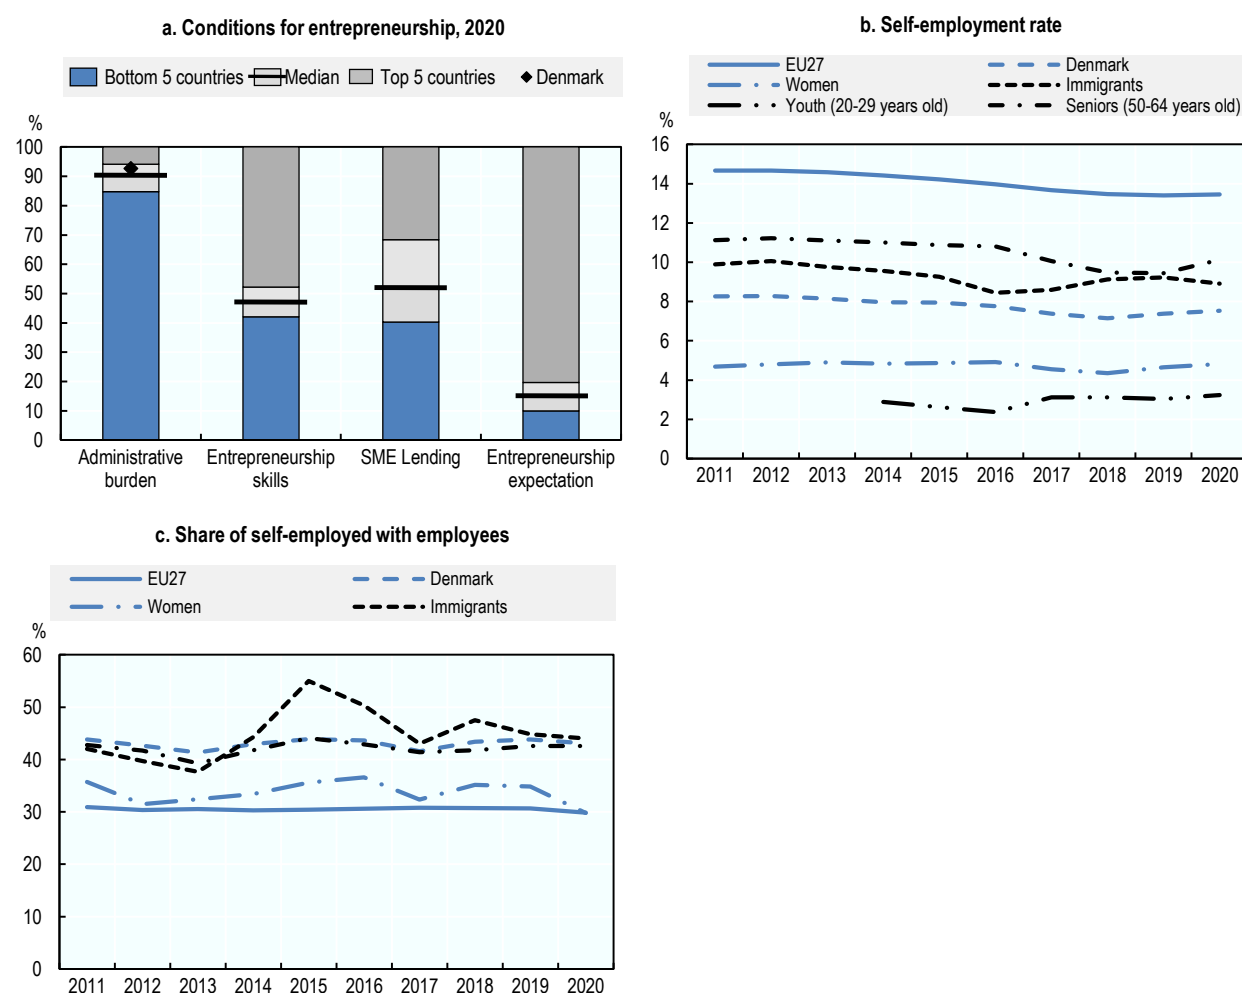 a. Conditions for entrepreneurship, 2020
Bottom 5 countries Median Top 5 countries Denmark
%
100
90
80
70
60
50
40
30
20
10
0
Administrative burden
Entrepreneurship skills
SME Lending
Entrepreneurship expectation
b. Self-employment rate
EU27 Denmark
Women Immigrants
Youth (20-29 years old) Seniors (50-64 years old)
%
16
14
12
10
8
6
4
2
0
2011 2012 2013 2014 2015 2016 2017 2018 2019 2020
c. Share of self-employed with employees
EU27 Denmark
Women Immigrants
%
60
50
40
30
20
10
0
2011 2012 2013 2014 2015 2016 2017 2018 2019 2020